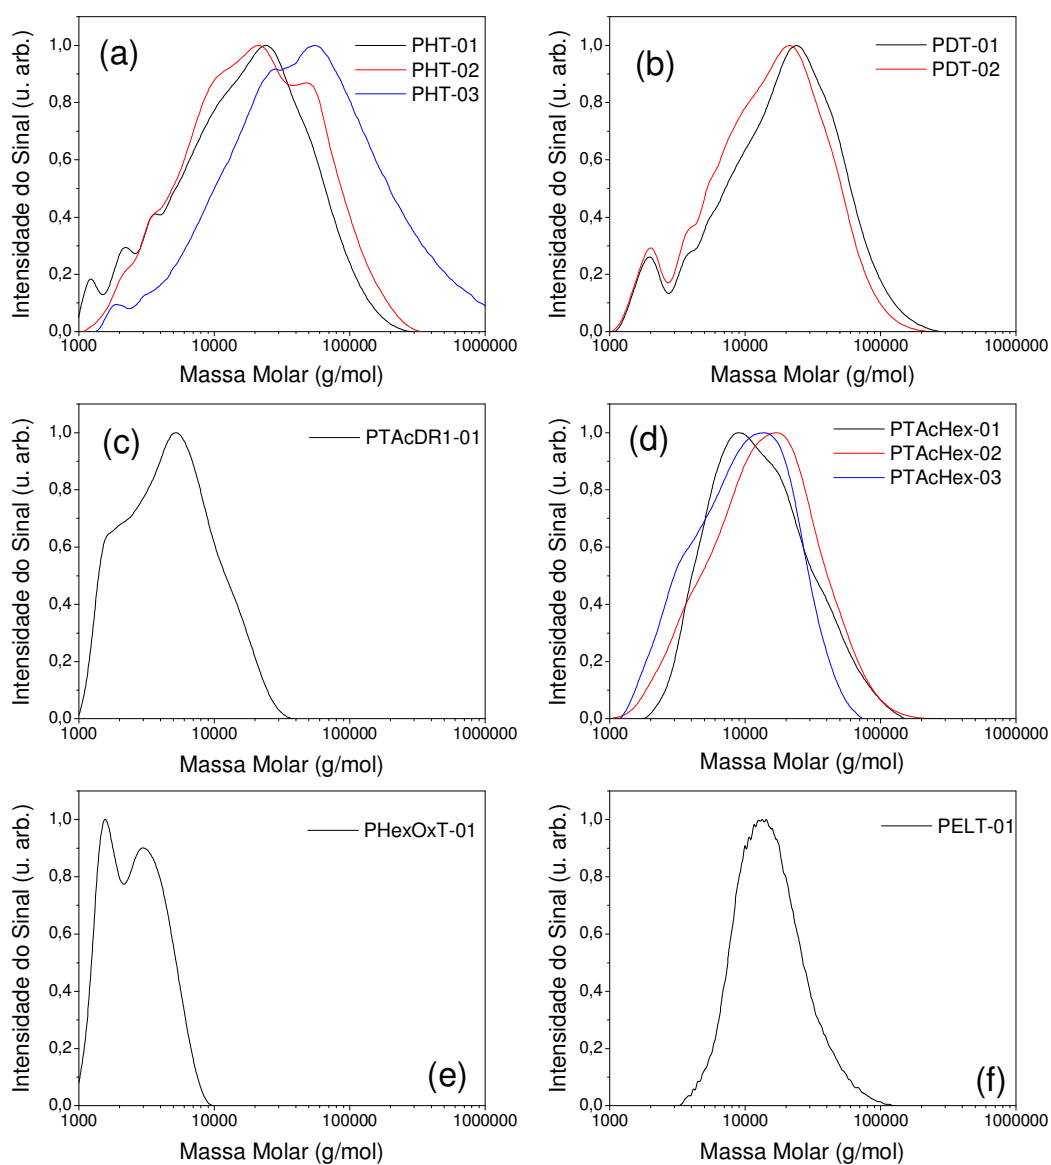 (a)
PHT-01
PHT-02
PHT-03
Intensidade do Sinal (u. arb.)
1,0
0,8
0,6
0,4
0,2
0,0
1000 10000 100000 1000000
Massa Molar (g/mol)
(b)
PDT-01
PDT-02
Intensidade do Sinal (u. arb.)
1,0
0,8
0,6
0,4
0,2
0,0
1000 10000 100000 1000000
Massa Molar (g/mol)
(c)
PTAcDR1-01
Intensidade do Sinal (u. arb.)
1,0
0,8
0,6
0,4
0,2
0,0
1000 10000 100000 1000000
Massa Molar (g/mol)
(d)
PTAcHex-01
PTAcHex-02
PTAcHex-03
Intensidade do Sinal (u. arb.)
1,0
0,8
0,6
0,4
0,2
0,0
1000 10000 100000 1000000
Massa Molar (g/mol)
PHexOxT-01
(e)
Intensidade do Sinal (u. arb.)
1,0
0,8
0,6
0,4
0,2
0,0
1000 10000 100000 1000000
Massa Molar (g/mol)
PELT-01
(f)
Intensidade do Sinal (u. arb.)
1,0
0,8
0,6
0,4
0,2
0,0
1000 10000 100000 1000000
Massa Molar (g/mol)